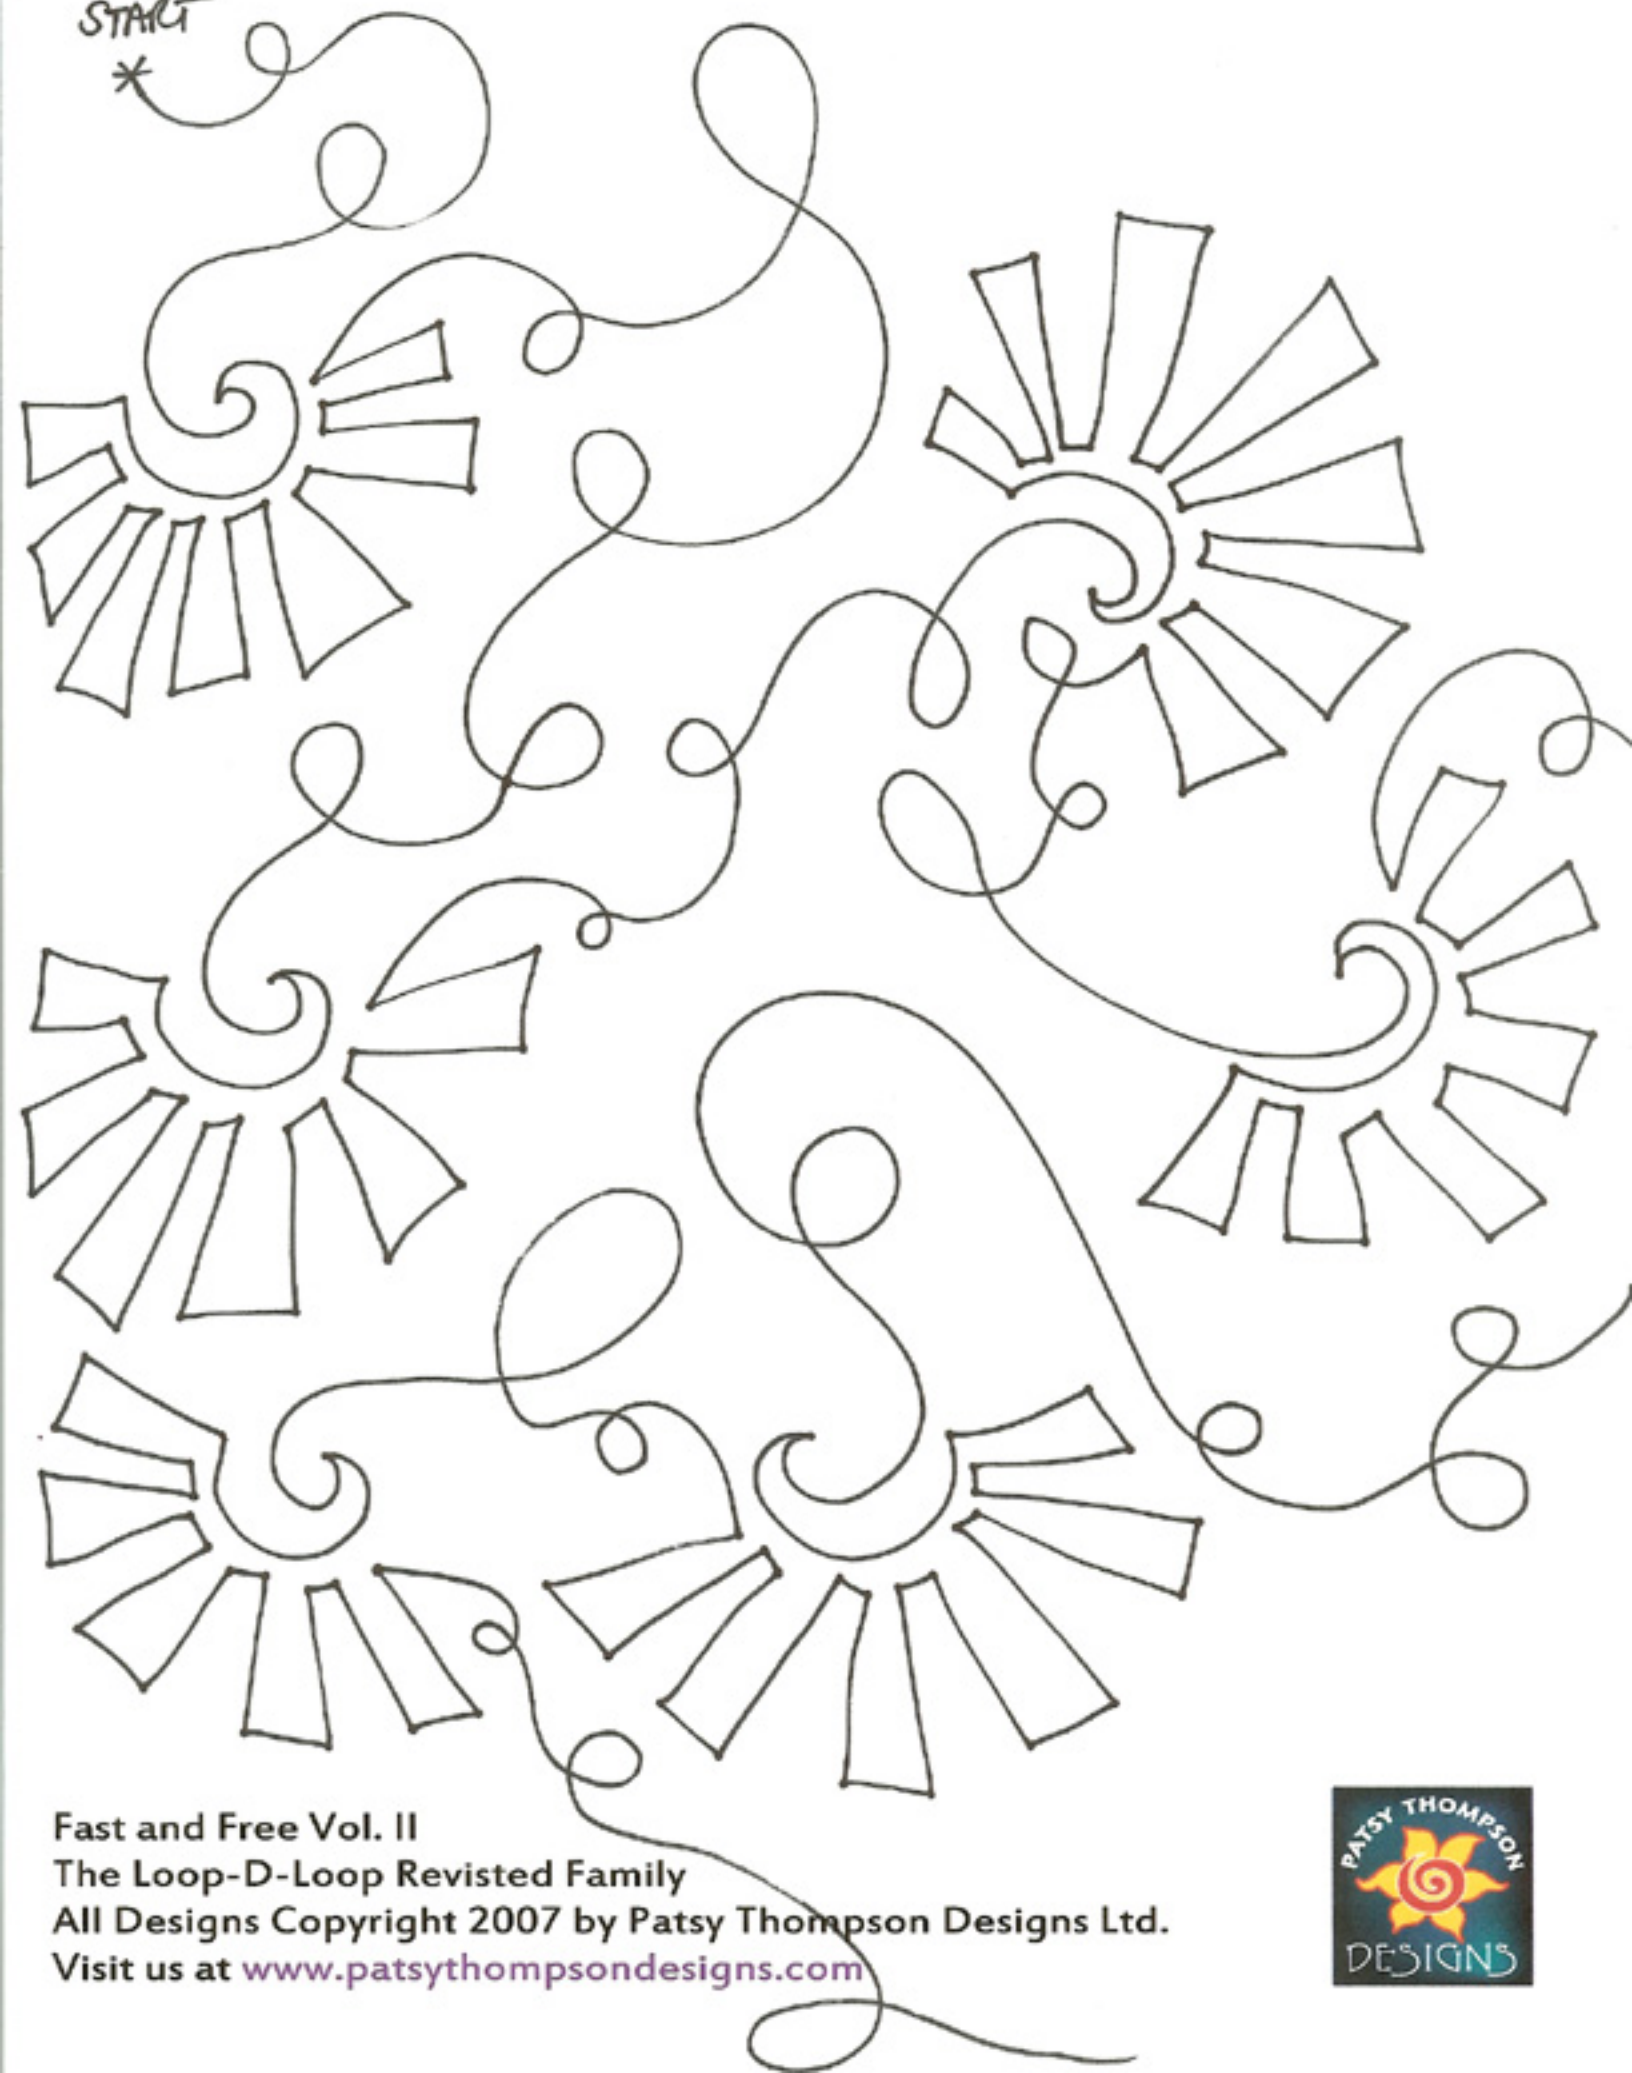 START
Fast and Free Vol. II
The Loop-D-Loop Revisted Family
All Designs Copyright 2007 by Patsy Thompson Designs Ltd.
Visit us at www.patsythompsondesigns.com
PATSY THOMPSON
DESIGNS